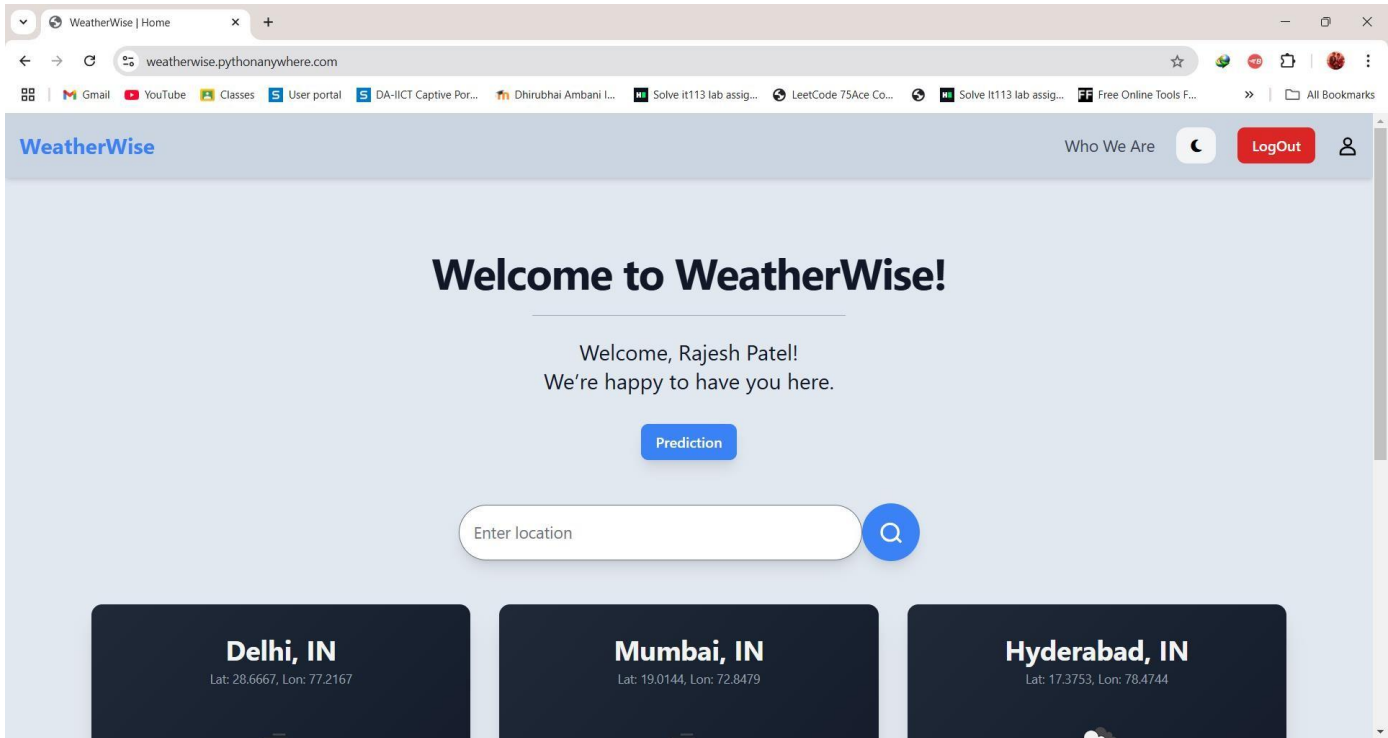 WeatherWise | Home
weatherwise.pythonanywhere.com
Gmail YouTube Classes User portal DA-IICT Captive Por... Dhirubhai Ambani I... Solve it113 lab assig... LeetCode 75Ace Co... Solve It113 lab assig... Free Online Tools F... » All Bookmarks
WeatherWise Who We Are LogOut
Welcome to WeatherWise!
Welcome, Rajesh Patel!
We're happy to have you here.
Prediction
Enter location
Delhi, IN
Lat: 28.6667, Lon: 77.2167
Mumbai, IN
Lat: 19.0144, Lon: 72.8479
Hyderabad, IN
Lat: 17.3753, Lon: 78.4744